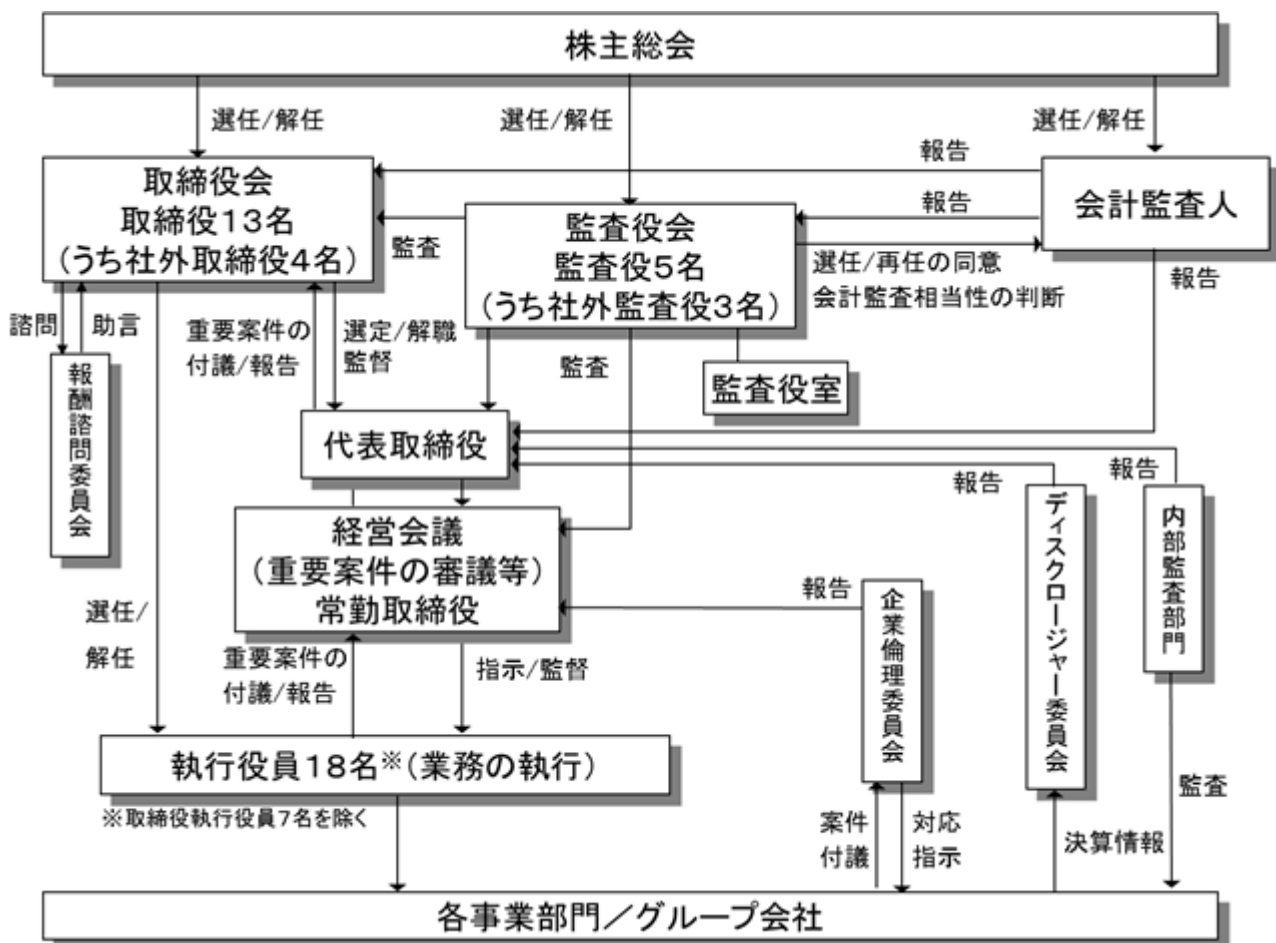 株主総会
選任/解任
選任/解任
選任/解任
取締役会
取締役13名
(うち社外取締役4名)
監査
監査役会
監査役5名
(うち社外監査役3名)
報告
報告
会計監査人
選任/再任の同意
会計監査相当性の判断
報告
諮問
助言
重要案件の
付議/報告
選定/解職
監督
監査
監査役室
報酬諮問委員会
代表取締役
報告
報告
経営会議
(重要案件の審議等)
常勤取締役
報告
企業倫理委員会
ディスクロージャー委員会
内部監査部門
選任/
解任
重要案件の
付議/報告
指示/監督
執行役員18名※(業務の執行)
※取締役執行役員7名を除く
案件
付議
対応
指示
決算情報
監査
各事業部門／グループ会社